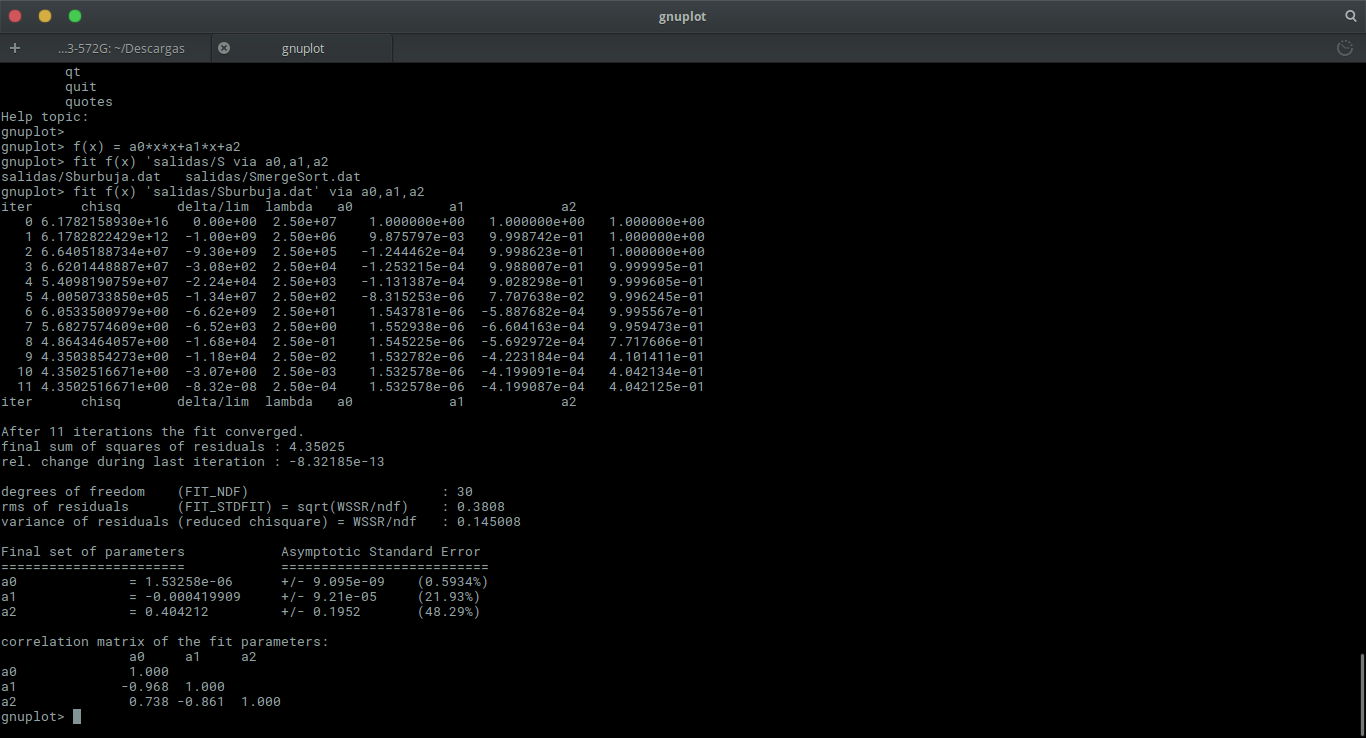 gnuplot
...3-572G: ~/Descargas
gnuplot
qt
quit
quotes
Help topic:
gnuplot>
gnuplot> f(x) = a0*x*x+a1*x+a2
gnuplot> fit f(x) 'salidas/S via a0,a1,a2
salidas/Sburbuja.dat   salidas/SmergeSort.dat
gnuplot> fit f(x) 'salidas/Sburbuja.dat' via a0,a1,a2
iter      chisq       delta/lim  lambda   a0            a1            a2
   0 6.1782158930e+16   0.00e+00  2.50e+07    1.000000e+00   1.000000e+00   1.000000e+00
   1 6.1782822429e+12  -1.00e+09  2.50e+06    9.875797e-03   9.998742e-01   1.000000e+00
   2 6.6405188734e+07  -9.30e+09  2.50e+05   -1.244462e-04   9.998623e-01   1.000000e+00
   3 6.6201448887e+07  -3.08e+02  2.50e+04   -1.253215e-04   9.988007e-01   9.999995e-01
   4 5.4098190759e+07  -2.24e+04  2.50e+03   -1.131387e-04   9.028298e-01   9.999605e-01
   5 4.0050733850e+05  -1.34e+07  2.50e+02   -8.315253e-06   7.707638e-02   9.996245e-01
   6 6.0533500979e+00  -6.62e+09  2.50e+01    1.543781e-06  -5.887682e-04   9.995567e-01
   7 5.6827574609e+00  -6.52e+03  2.50e+00    1.552938e-06  -6.604163e-04   9.959473e-01
   8 4.8643464057e+00  -1.68e+04  2.50e-01    1.545225e-06  -5.692972e-04   7.717606e-01
   9 4.3503854273e+00  -1.18e+04  2.50e-02    1.532782e-06  -4.223184e-04   4.101411e-01
  10 4.3502516671e+00  -3.07e+00  2.50e-03    1.532578e-06  -4.199091e-04   4.042134e-01
  11 4.3502516671e+00  -8.32e-08  2.50e-04    1.532578e-06  -4.199087e-04   4.042125e-01
iter      chisq       delta/lim  lambda   a0            a1            a2
After 11 iterations the fit converged.
final sum of squares of residuals : 4.35025
rel. change during last iteration : -8.32185e-13
degrees of freedom    (FIT_NDF)                        : 30
rms of residuals      (FIT_STDFIT) = sqrt(WSSR/ndf)    : 0.3808
variance of residuals (reduced chisquare) = WSSR/ndf   : 0.145008
Final set of parameters            Asymptotic Standard Error
=======================            ==========================
a0              = 1.53258e-06      +/- 9.095e-09    (0.5934%)
a1              = -0.000419909     +/- 9.21e-05     (21.93%)
a2              = 0.404212         +/- 0.1952       (48.29%)
correlation matrix of the fit parameters:
                a0     a1     a2
a0              1.000
a1             -0.968  1.000
a2              0.738 -0.861  1.000
gnuplot>